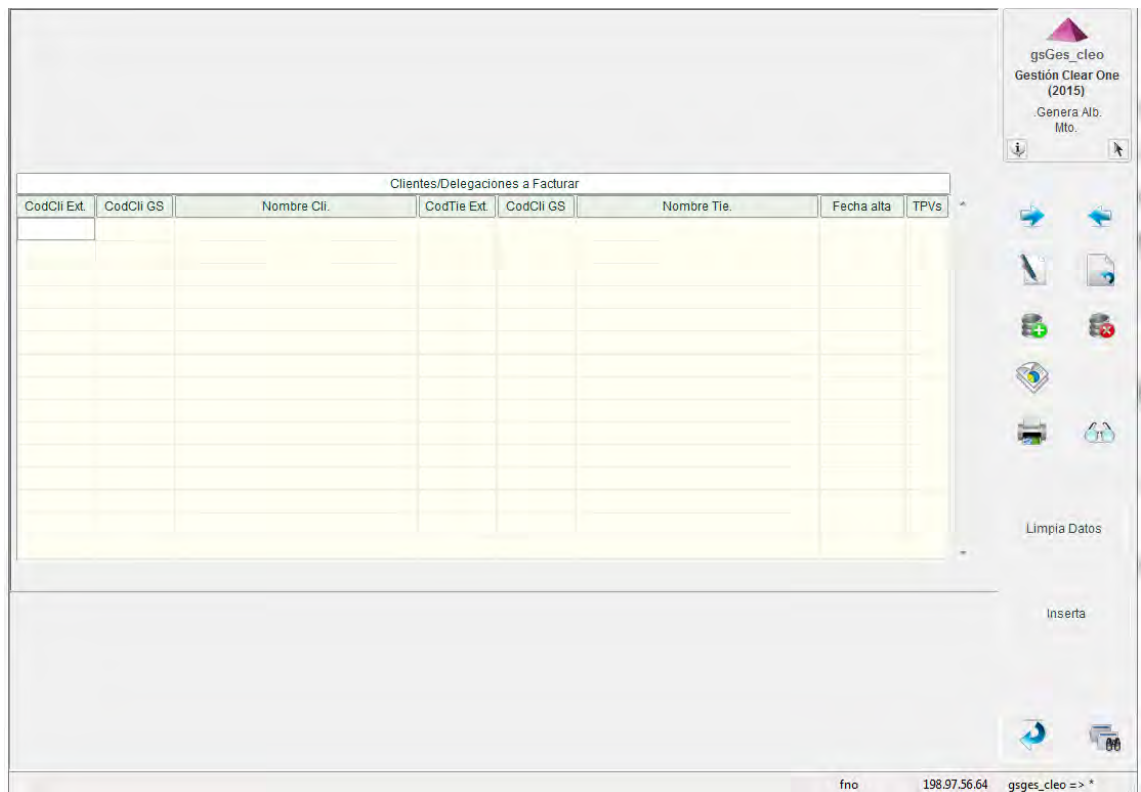 gsGes_cleo
Gestión Clear One
(2015)
.Genera Alb.
Mto.
Clientes/Delegaciones a Facturar
CodCli Ext. CodCli GS Nombre Cli. CodTie Ext. CodCli GS Nombre Tie. Fecha alta TPVs
Limpia Datos
Inserta
fno 198.97.56.64 gsges_cleo => *